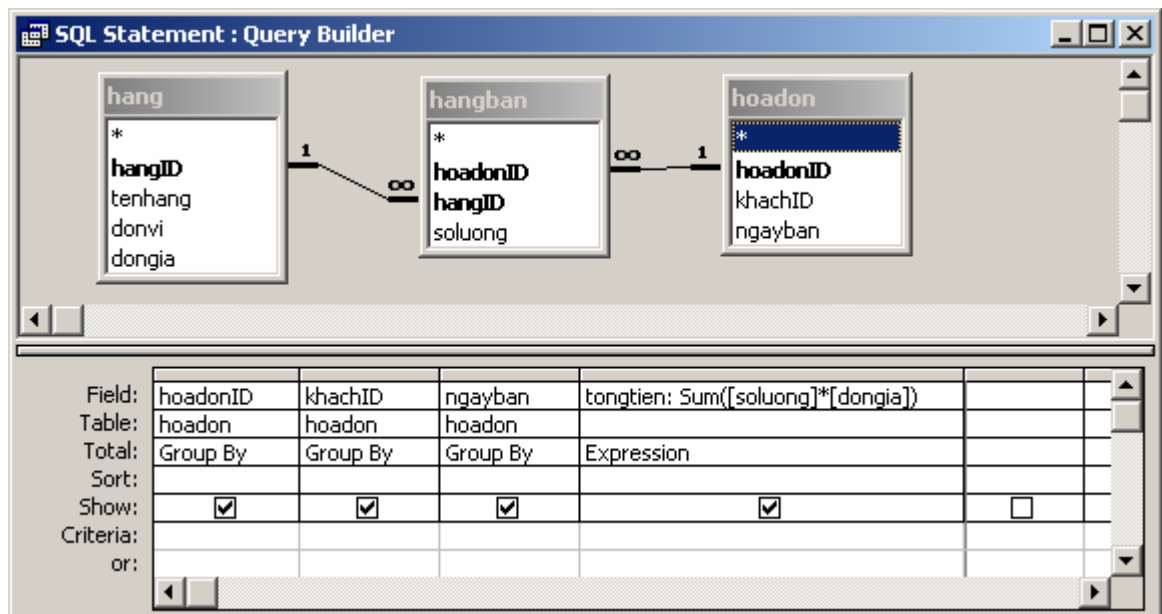 SQL Statement : Query Builder
hang
*
hangID
tenhang
donvi
dongia
1
∞
hangban
*
hoadonID
hangID
soluong
∞
1
hoadon
*
hoadonID
khachID
ngayban
Field: hoadonID khachID ngayban tongtien: Sum([soluong]*[dongia])
Table: hoadon hoadon hoadon
Total: Group By Group By Group By Expression
Sort:
Show:
Criteria:
or: